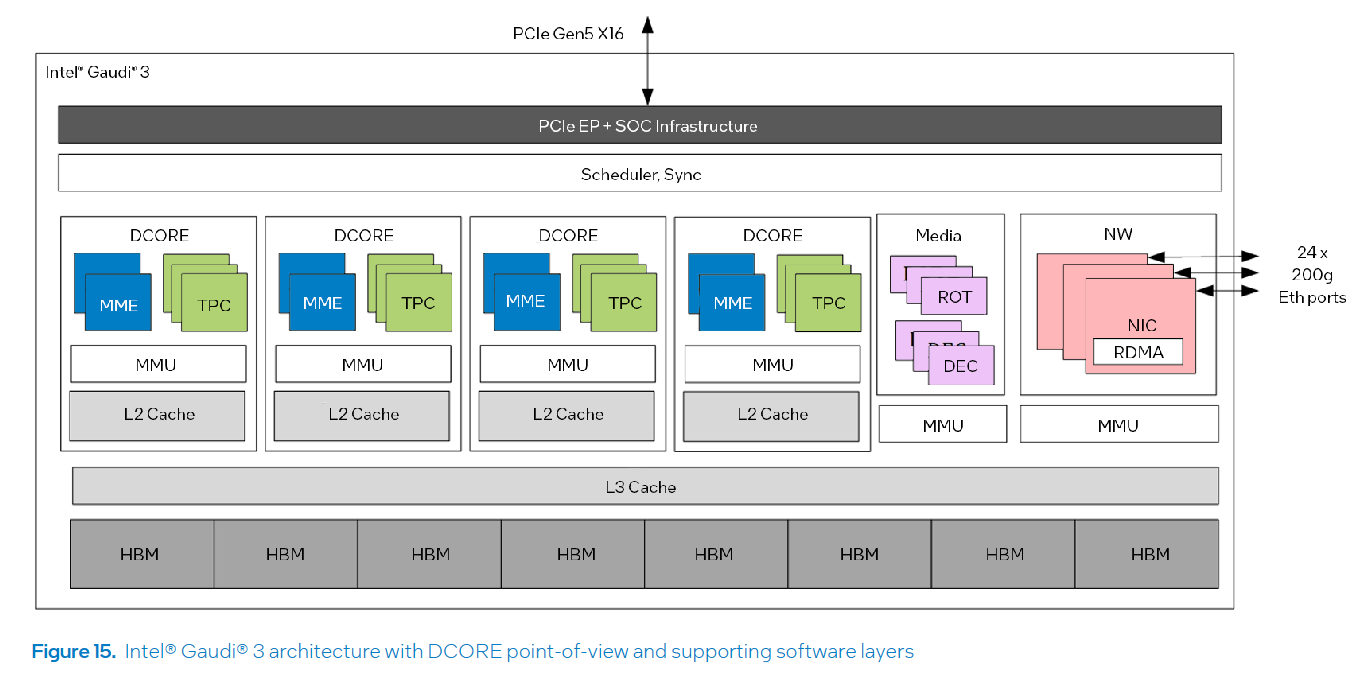 PCIe Gen5 X16
Intel® Gaudi® 3
PCIe EP + SOC Infrastructure
Scheduler, Sync
DCORE
MME
TPC
MMU
L2 Cache
DCORE
MME
TPC
MMU
L2 Cache
DCORE
MME
TPC
MMU
L2 Cache
DCORE
MME
TPC
MMU
L2 Cache
Media
ROT
DEC
MMU
NW
NIC
RDMA
MMU
24 x
200g
Eth ports
L3 Cache
HBM
HBM
HBM
HBM
HBM
HBM
HBM
HBM
Figure 15. Intel® Gaudi® 3 architecture with DCORE point-of-view and supporting software layers